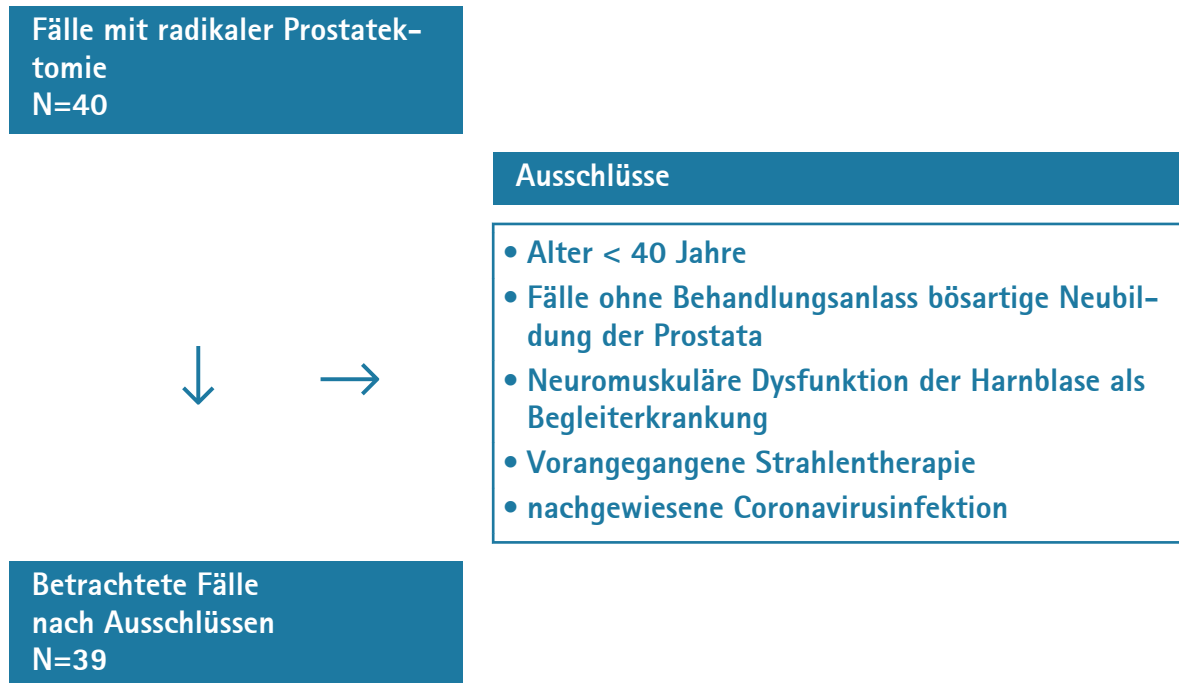 Fälle mit radikaler Prostatek-
tomie
N=40
Ausschlüsse
• Alter < 40 Jahre
• Fälle ohne Behandlungsanlass bösartige Neubil-
dung der Prostata
• Neuromuskuläre Dysfunktion der Harnblase als
Begleiterkrankung
• Vorangegangene Strahlentherapie
• nachgewiesene Coronavirusinfektion
Betrachtete Fälle
nach Ausschlüssen
N=39